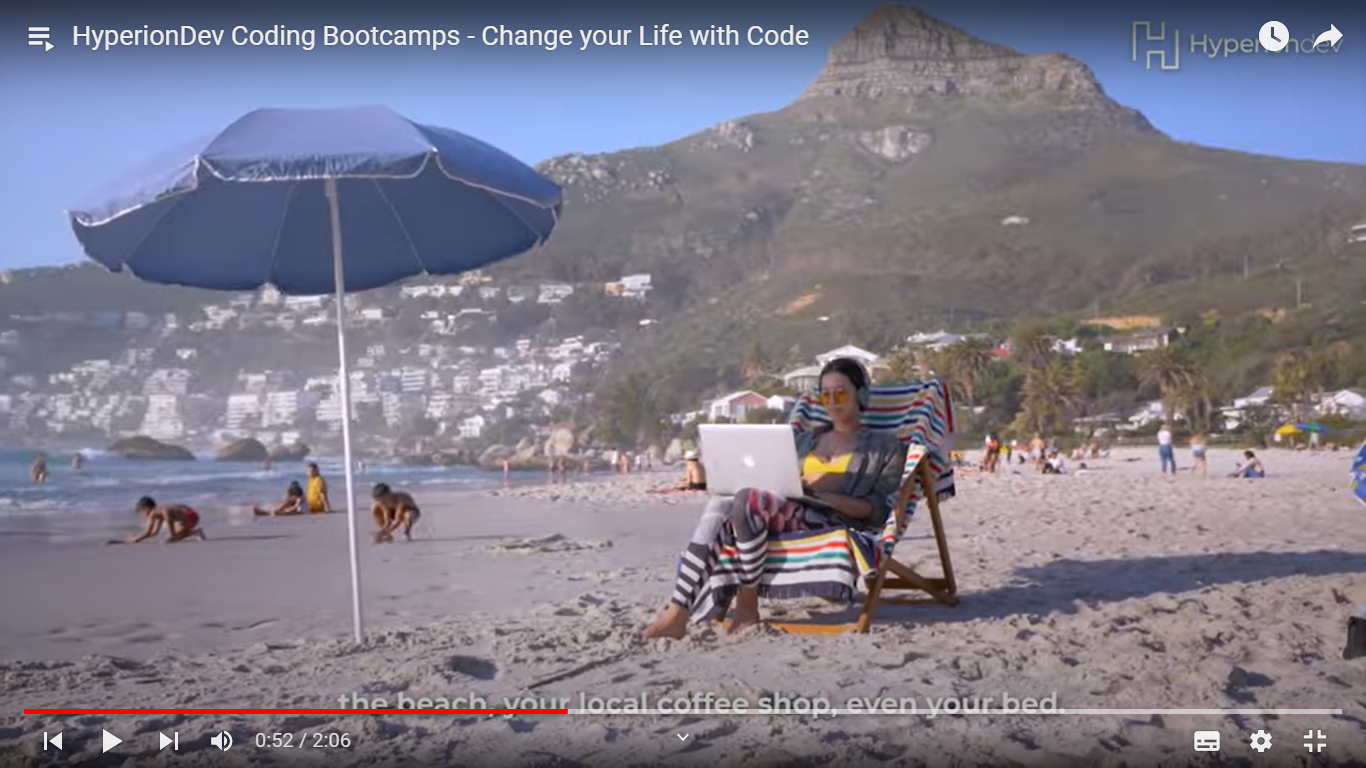 HyperionDev Coding Bootcamps - Change your Life with Code
Hyperiondev
the beach, your local coffee shop, even your bed.
0:52 / 2:06